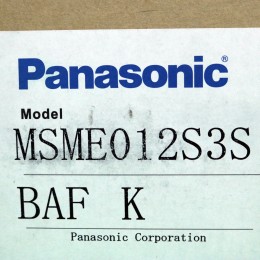 Panasonic
Model
MSME012S3S
BAF K
Panasonic Corporation